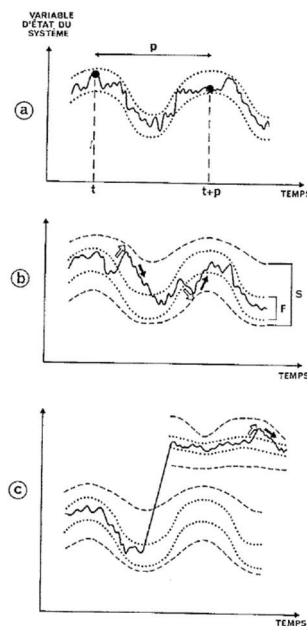 VARIABLE
D'ÉTAT DU
SYSTÈME
p
a
t
t+p
TEMPS
b
S
F
TEMPS
c
TEMPS